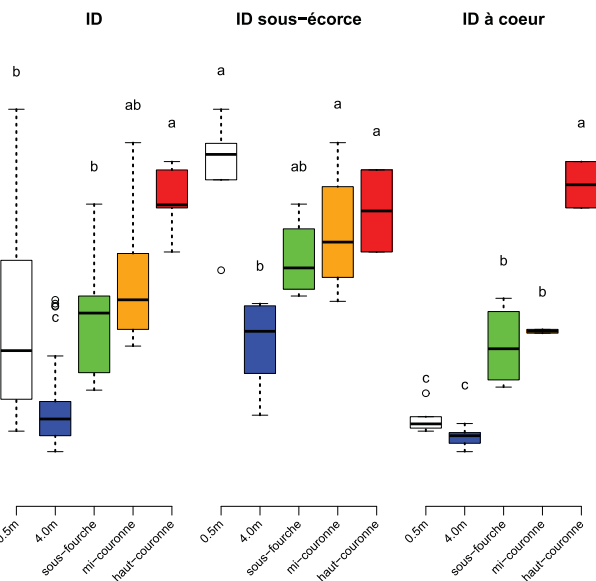 ID
ID sous−écorce
ID à coeur
b
c
b
ab
a
a
b
ab
a
a
c
c
b
b
a
0.5m
4.0m
sous−fourche
mi−couronne
haut−couronne
0.5m
4.0m
sous−fourche
mi−couronne
haut−couronne
0.5m
4.0m
sous−fourche
mi−couronne
haut−couronne